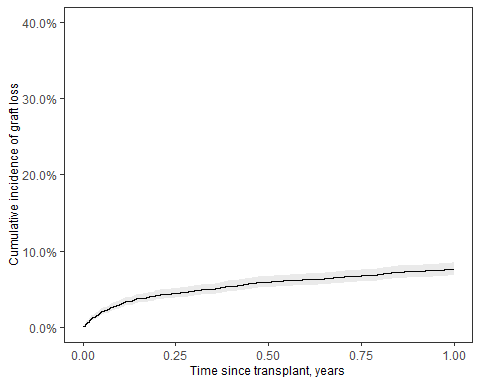 Cumulative incidence of graft loss
40.0%
30.0%
20.0%
10.0%
0.0%
0.00 0.25 0.50 0.75 1.00
Time since transplant, years